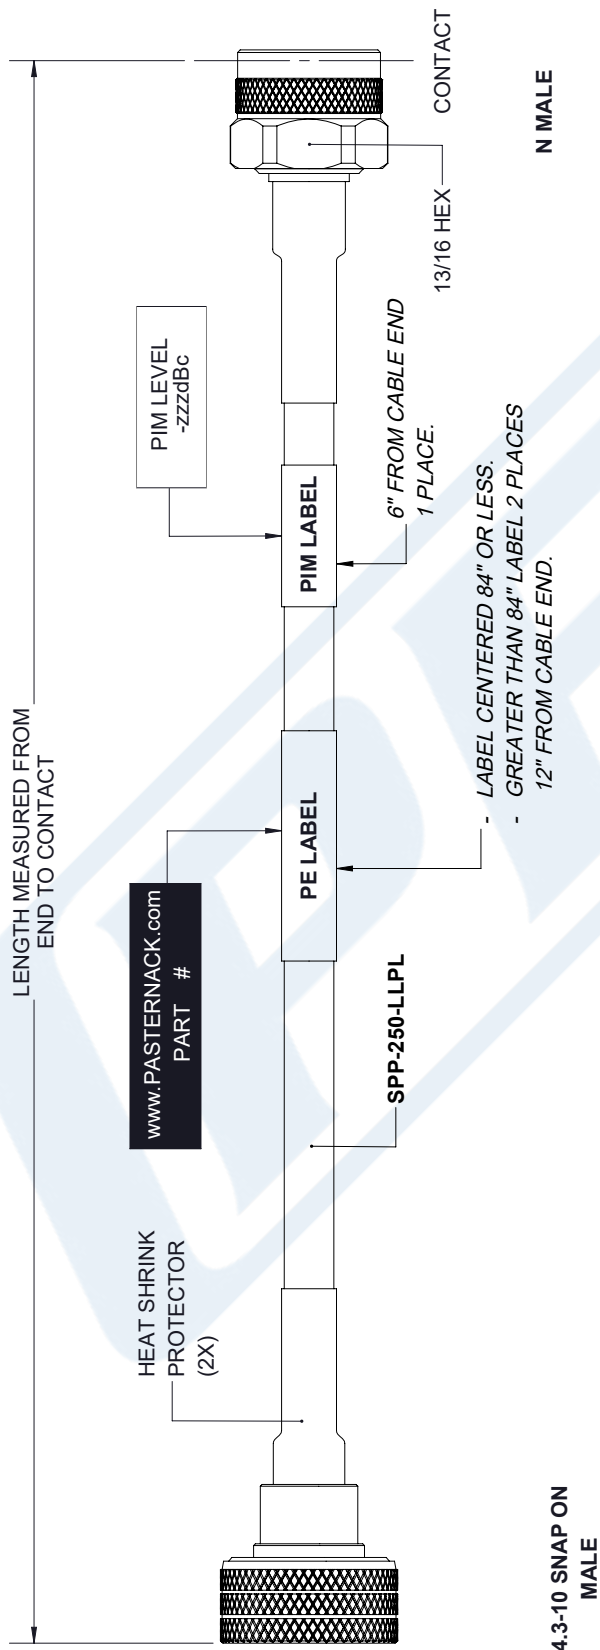 LENGTH MEASURED FROM
END TO CONTACT
HEAT SHRINK
PROTECTOR
(2X)
www.PASTERNACK.com
PART #
PIM LEVEL
-zzzdBc
PE LABEL
PIM LABEL
SPP-250-LLPL
6" FROM CABLE END
1 PLACE.
13/16 HEX
CONTACT
- LABEL CENTERED 84" OR LESS.
- GREATER THAN 84" LABEL 2 PLACES
12" FROM CABLE END.
4.3-10 SNAP ON
MALE
N MALE